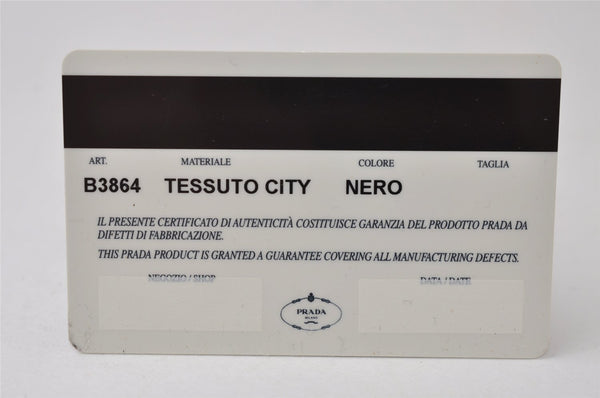 ART. MATERIALE COLORE TAGLIA
B3864 TESSUTO CITY NERO
IL PRESENTE CERTIFICATO DI AUTENTICITÀ COSTITUISCE GARANZIA DEL PRODOTTO PRADA DA
DIFETTI DI FABBRICAZIONE.
THIS PRADA PRODUCT IS GRANTED A GUARANTEE COVERING ALL MANUFACTURING DEFECTS.
NEGOZIO / SHOP DATA / DATE
PRADA
MILANO